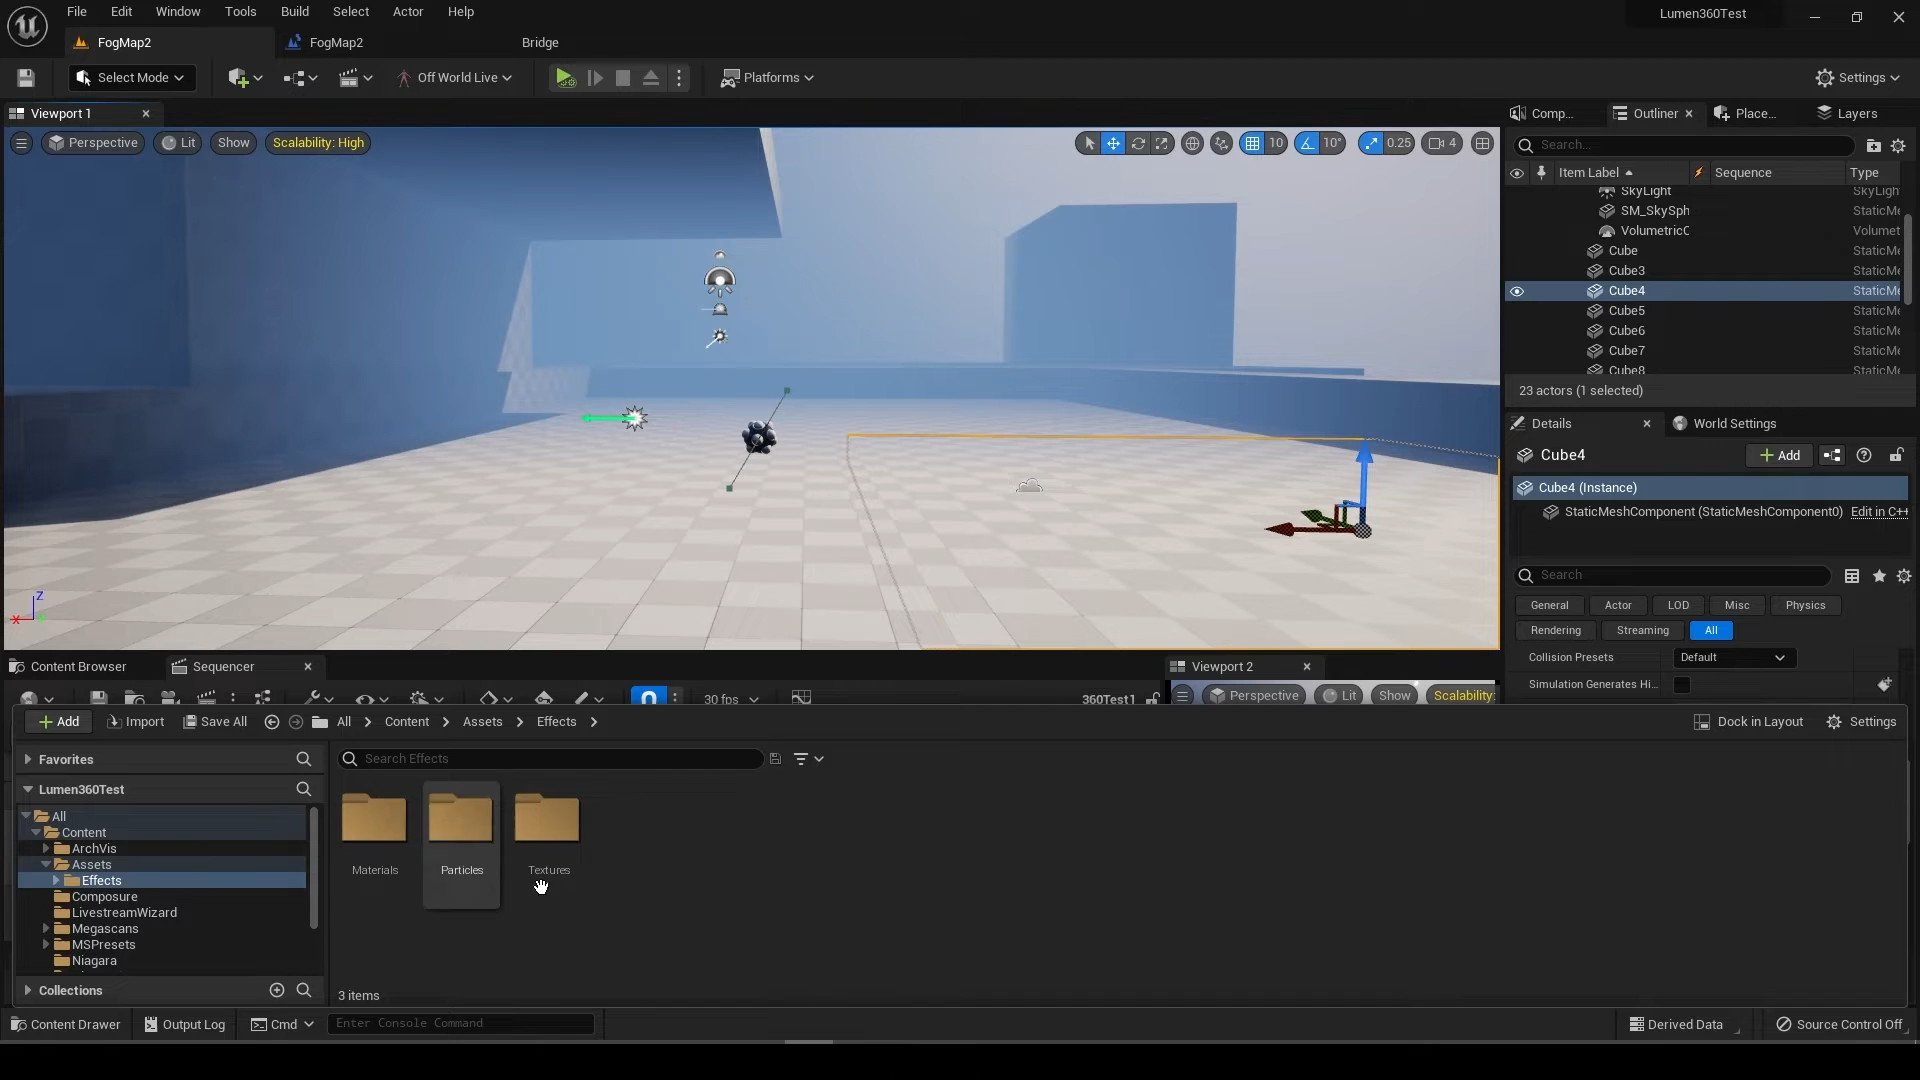 File Edit Window Tools Build Select Actor Help
Lumen360Test
FogMap2
FogMap2
Bridge
Select Mode
Off World Live
Platforms
Settings
Viewport 1
Perspective
Lit
Show
Scalability: High
10
10°
0.25
4
Comp...
Outliner
Place...
Layers
Search...
Item Label
Sequence
Type
SkyLight
SkyLigh
SM_SkySph
StaticMe
VolumetricC
Volumet
Cube
StaticMe
Cube3
StaticMe
Cube4
StaticMe
Cube5
StaticMe
Cube6
StaticMe
Cube7
StaticMe
Cube8
StaticMe
23 actors (1 selected)
Details
World Settings
Cube4
Add
Cube4 (Instance)
StaticMeshComponent (StaticMeshComponent0)
Edit in C++
Search
General
Actor
LOD
Misc
Physics
Rendering
Streaming
All
Collision Presets
Default
Simulation Generates Hi...
Z
X
Content Browser
Sequencer
30 fps
360Test1
Viewport 2
Perspective
Lit
Show
Scalability:
Add
Import
Save All
All
Content
Assets
Effects
Dock in Layout
Settings
Favorites
Lumen360Test
All
Content
ArchVis
Assets
Effects
Composure
LivestreamWizard
Megascans
MSPresets
Niagara
Collections
Search Effects
Materials
Particles
Textures
3 items
Content Drawer
Output Log
Cmd
Enter Console Command
Derived Data
Source Control Off